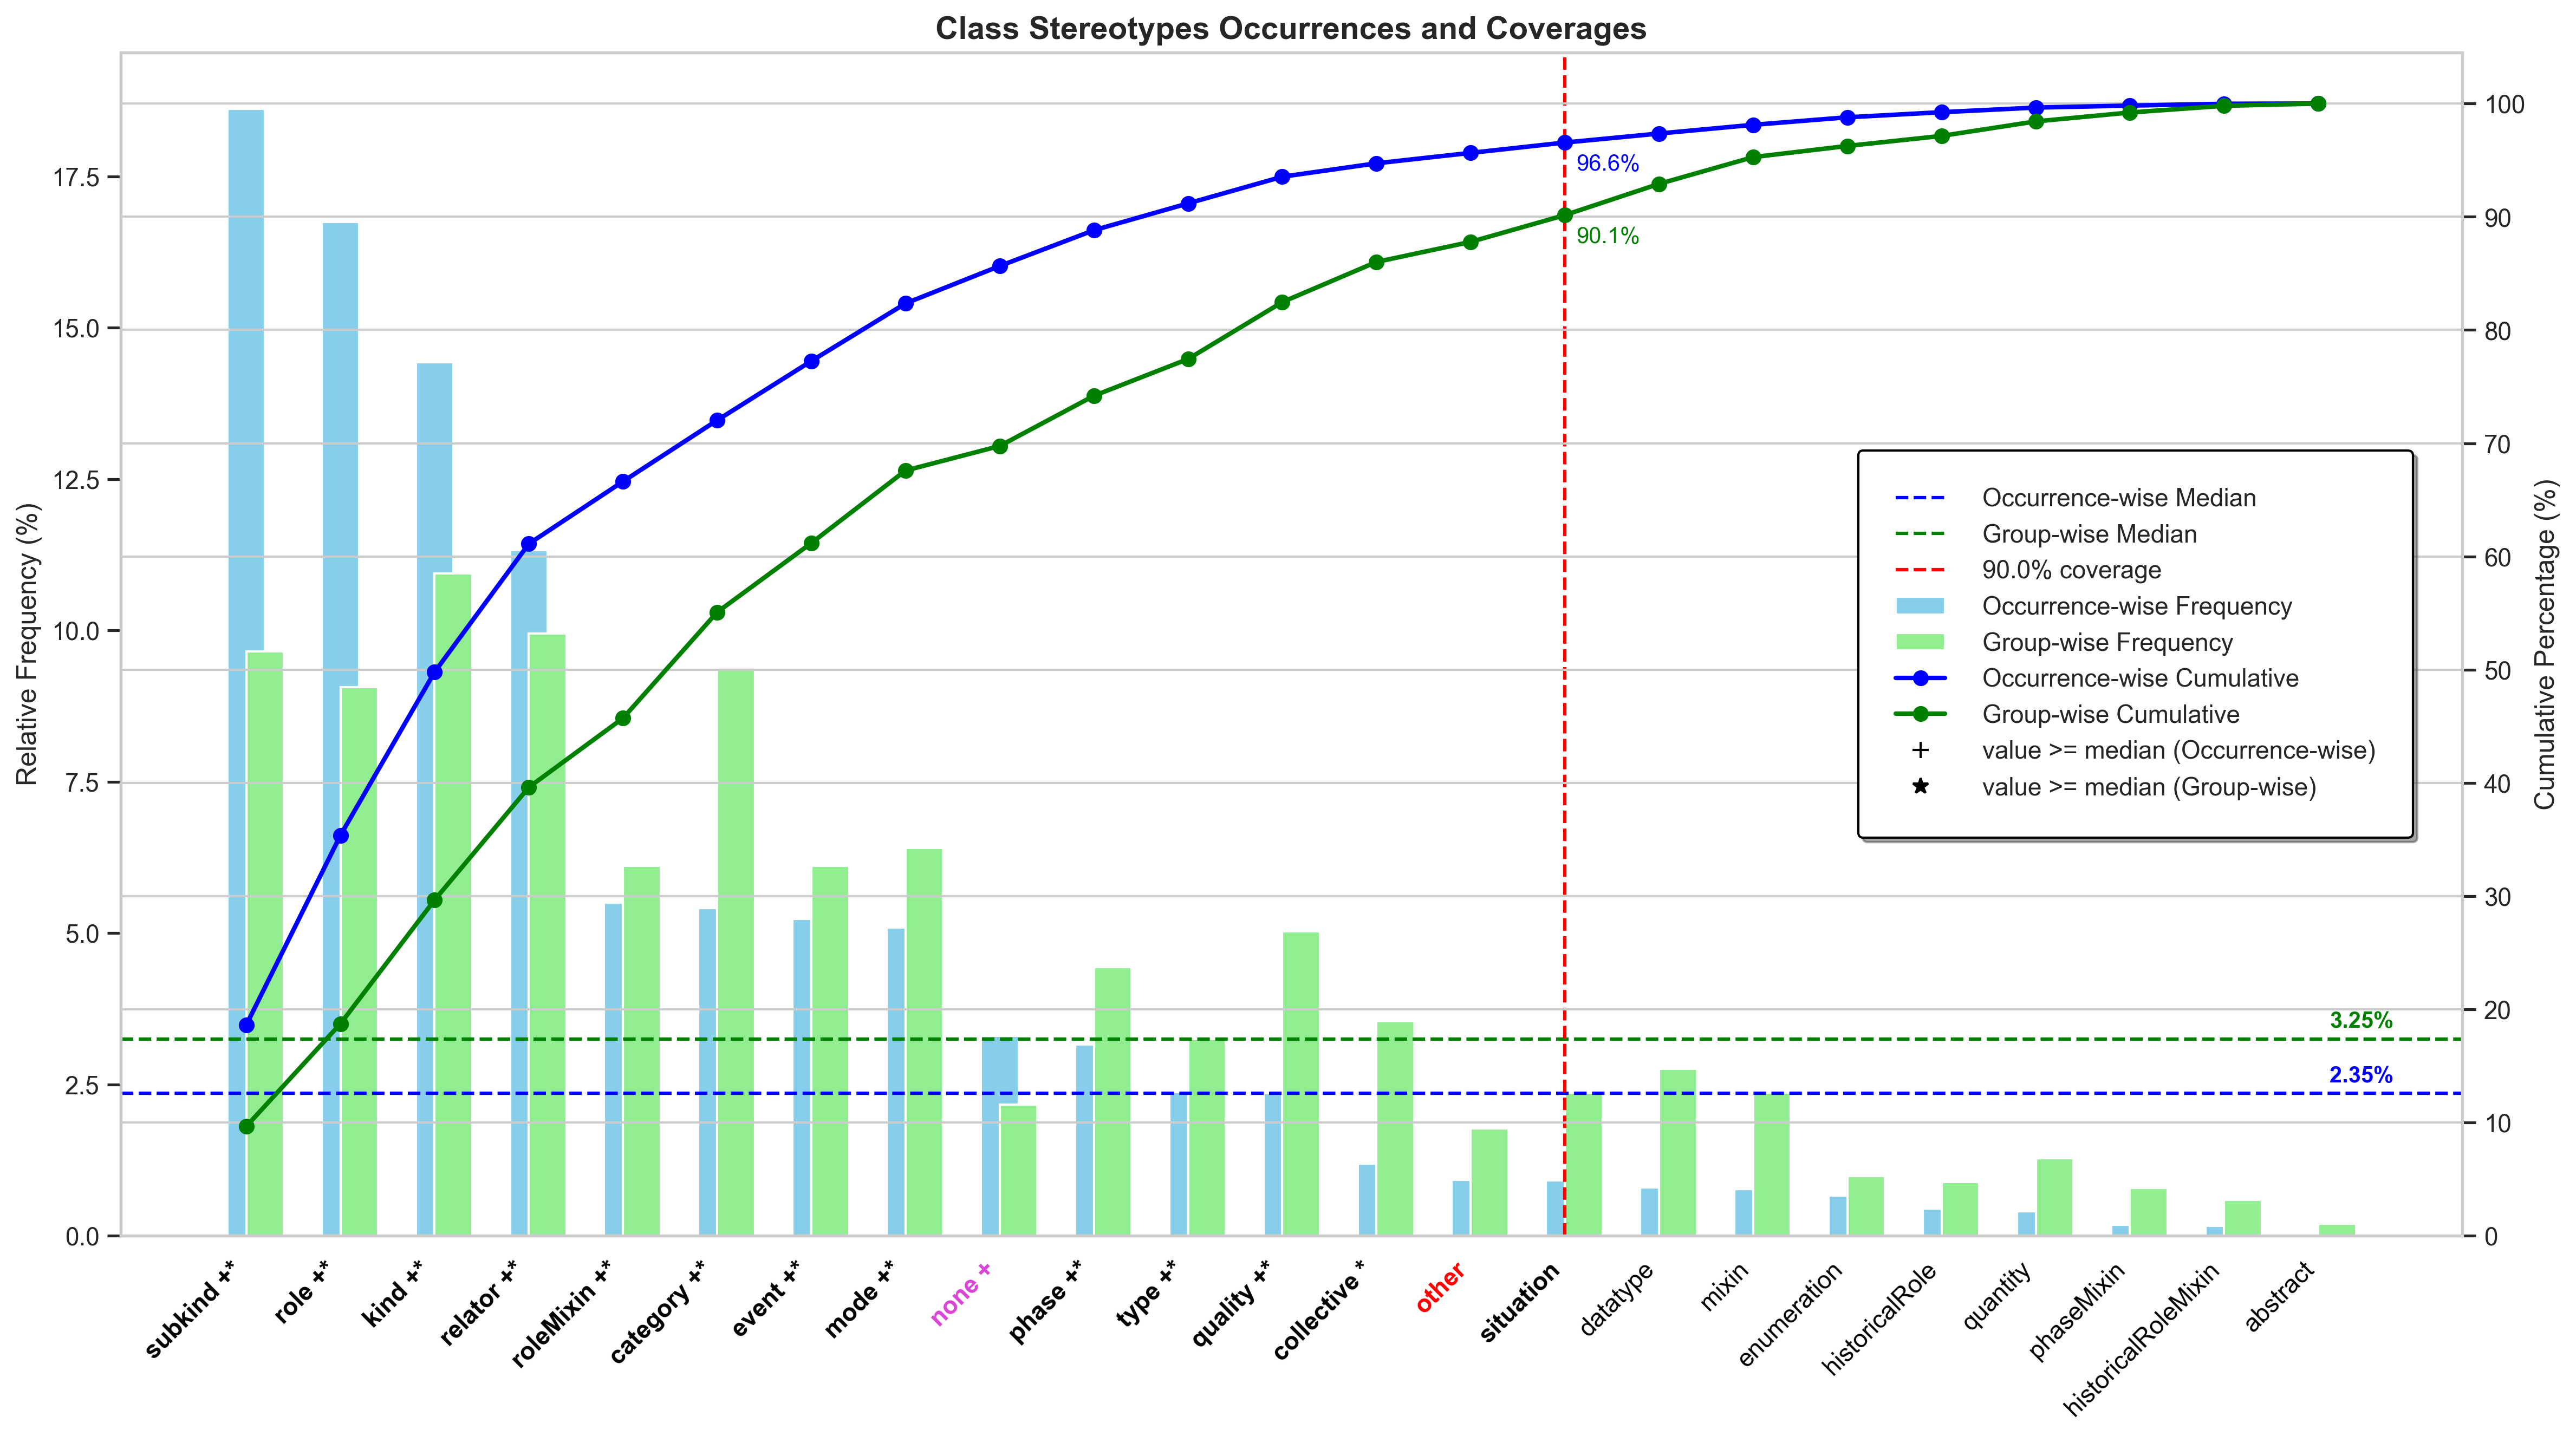 Class Stereotypes Occurrences and Coverages
Relative Frequency (%)
17.5
15.0
12.5
10.0
7.5
5.0
2.5
0.0
96.6%
90.1%
3.25%
2.35%
Occurrence-wise Median
Group-wise Median
90.0% coverage
Occurrence-wise Frequency
Group-wise Frequency
Occurrence-wise Cumulative
Group-wise Cumulative
value >= median (Occurrence-wise)
value >= median (Group-wise)
100
90
80
70
60
50
40
30
20
10
0
Cumulative Percentage (%)
subkind +*
role +*
kind +*
relator +*
roleMixin +*
category +*
event +*
mode +*
none +
phase +*
type +*
quality +*
collective *
other
situation
datatype
mixin
enumeration
historicalRole
quantity
phaseMixin
historicalRoleMixin
abstract